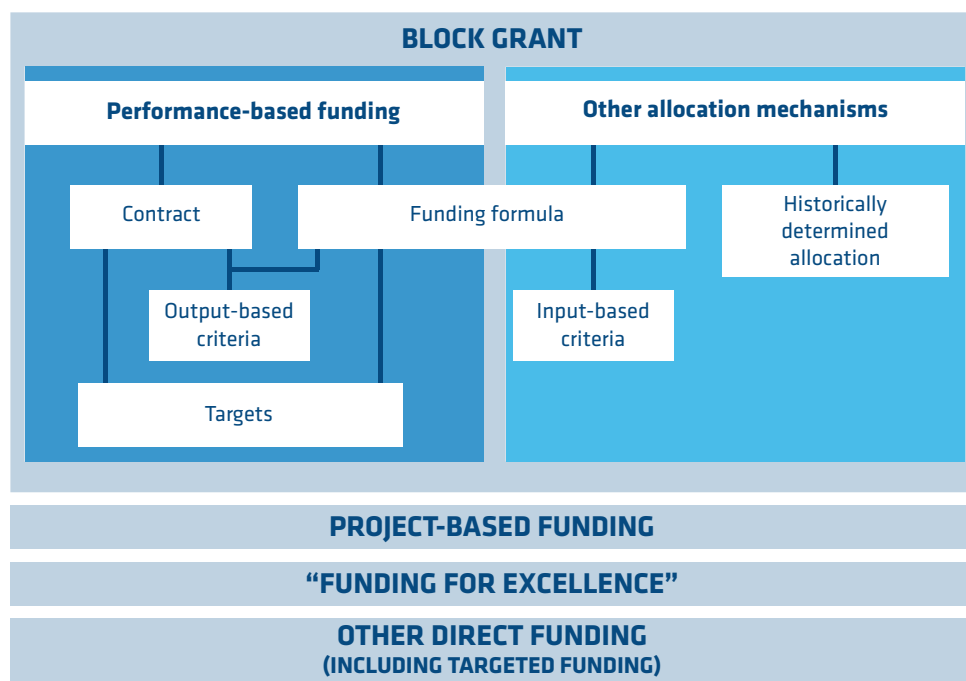 BLOCK GRANT
Performance-based funding
Other allocation mechanisms
Contract
Funding formula
Historically
determined
allocation
Output-based
criteria
Input-based
criteria
Targets
PROJECT-BASED FUNDING
“FUNDING FOR EXCELLENCE”
OTHER DIRECT FUNDING
(INCLUDING TARGETED FUNDING)